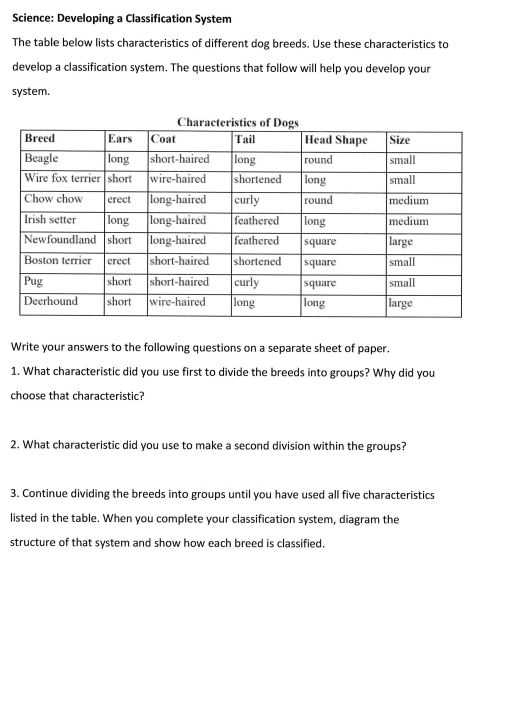 Science: Developing a Classification System
The table below lists characteristics of different dog breeds. Use these characteristics to
develop a classification system. The questions that follow will help you develop your
system.
Characteristics of Dogs
Breed Ears Coat Tail Head Shape Size
Beagle long short-haired long round small
Wire fox terrier short wire-haired shortened long small
Chow chow erect long-haired curly round medium
Irish setter long long-haired feathered long medium
Newfoundland short long-haired feathered square large
Boston terrier erect short-haired shortened square small
Pug short short-haired curly square small
Deerhound short wire-haired long long large
Write your answers to the following questions on a separate sheet of paper.
1. What characteristic did you use first to divide the breeds into groups? Why did you
choose that characteristic?
2. What characteristic did you use to make a second division within the groups?
3. Continue dividing the breeds into groups until you have used all five characteristics
listed in the table. When you complete your classification system, diagram the
structure of that system and show how each breed is classified.